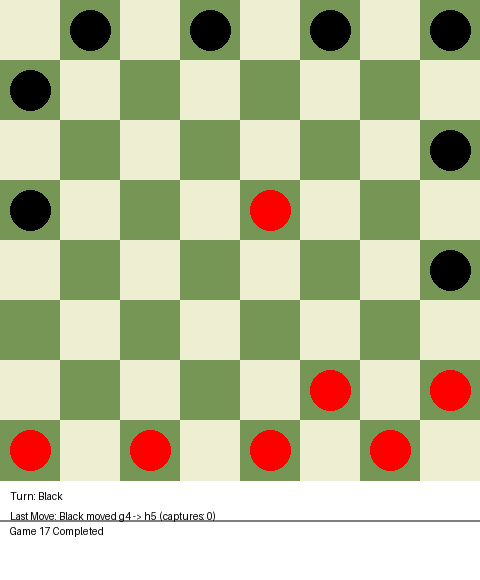 Turn: Black
Last Move: Black moved g4 -> h5 (captures: 0)
Game 17 Completed